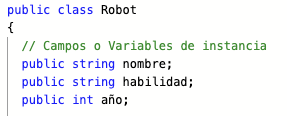 public class Robot
{
// Campos o Variables de instancia
public string nombre;
public string habilidad;
public int año;